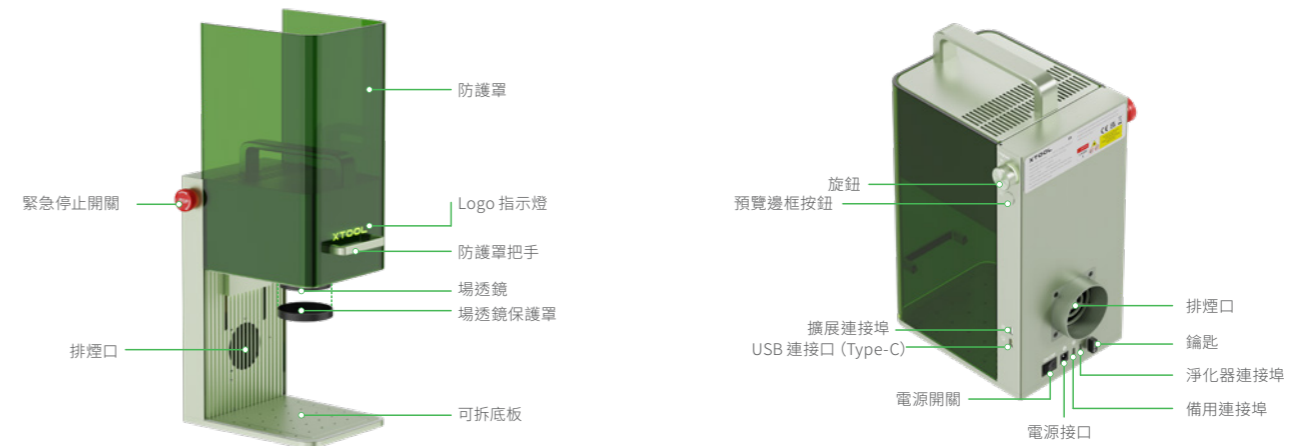 防護罩
緊急停止開關
Logo 指示燈
XTOOL
防護罩把手
場透鏡
場透鏡保護罩
排煙口
可拆底板
XTOOL
旋鈕
預覽邊框按鈕
排煙口
擴展連接埠
USB 連接口 (Type-C)
鑰匙
淨化器連接埠
電源開關
備用連接埠
電源接口